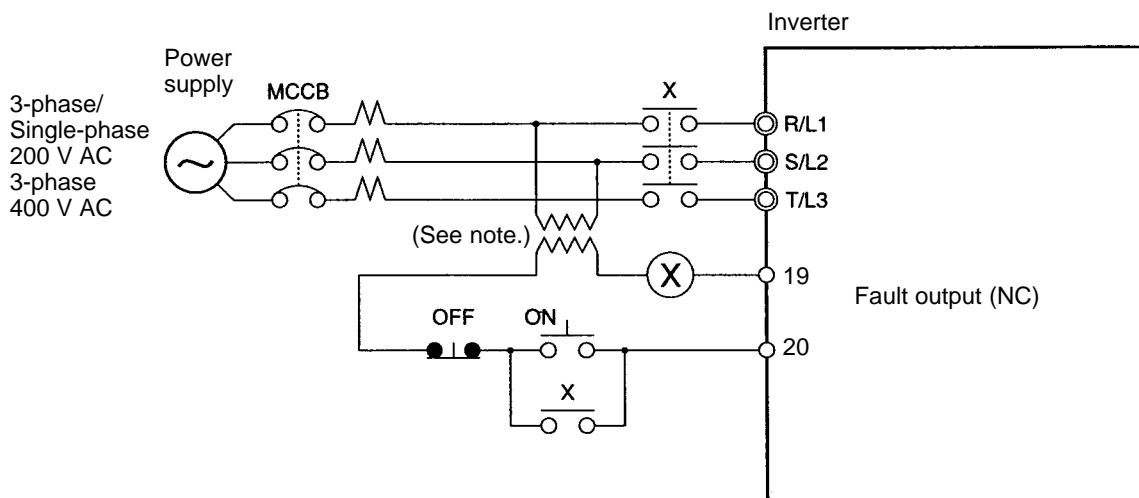 Inverter
Power
supply
3-phase/
Single-phase
200 V AC
3-phase
400 V AC
MCCB
X
R/L1
S/L2
T/L3
(See note.)
X
19
Fault output (NC)
OFF
ON
20
X